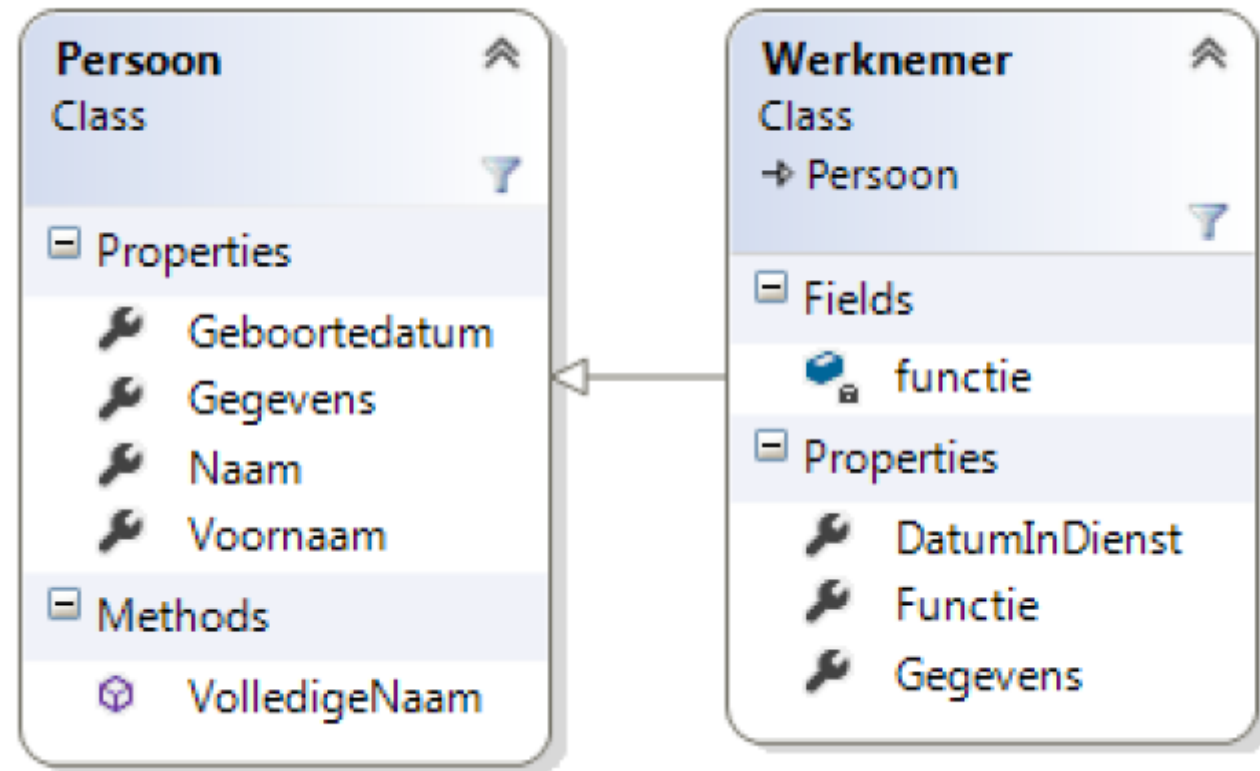 Persoon
Class
Properties
Geboortedatum
Gegevens
Naam
Voornaam
Methods
VolledigeNaam
Werknemer
Class
Persoon
Fields
functie
Properties
DatumInDienst
Functie
Gegevens